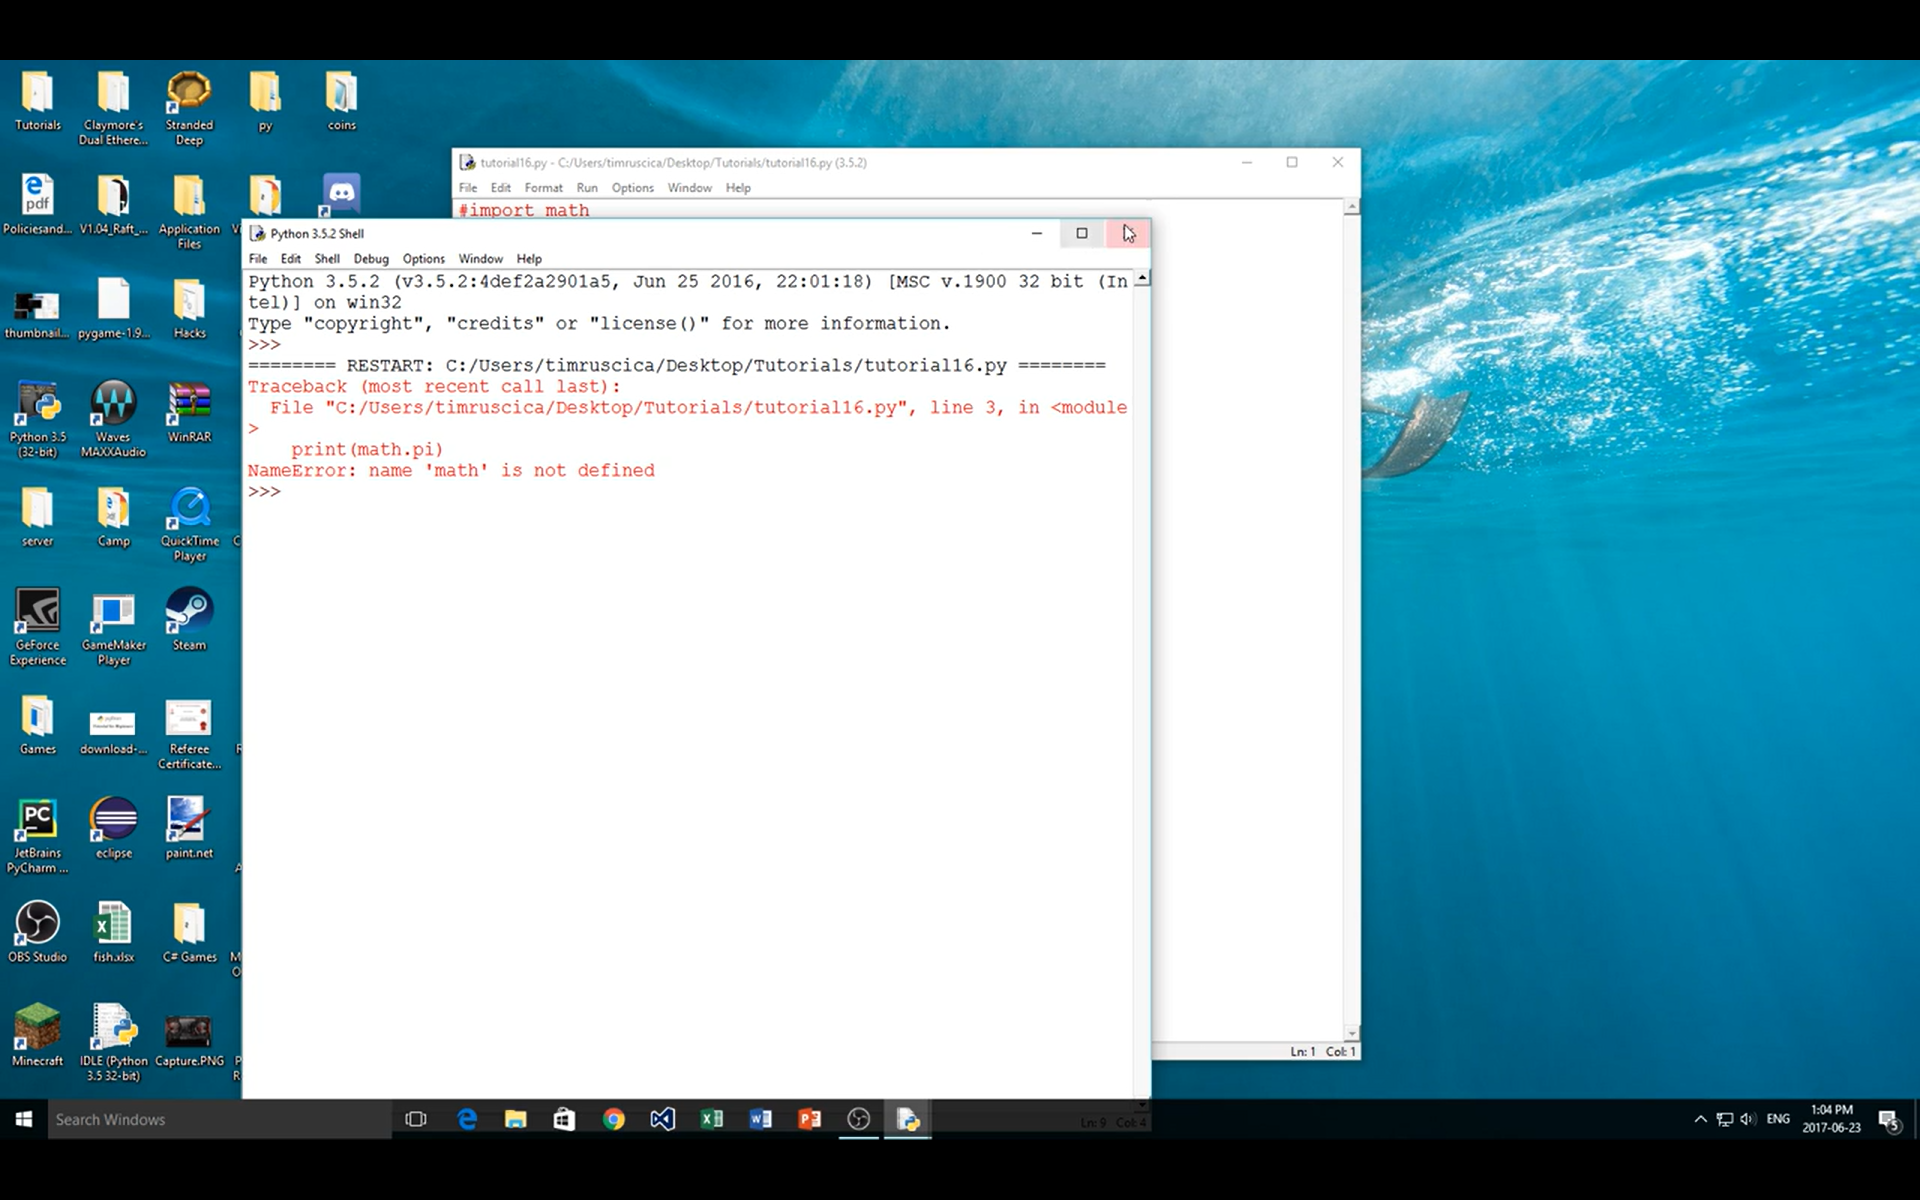 Tutorials
Claymore's
Dual Ethere...
Stranded
Deep
py
coins
Policiesand...
V1.04_Raft_...
Application
Files
thumbnail...
pygame-1.9...
Hacks
Python 3.5
(32-bit)
Waves
MAXXAudio
WinRAR
server
Camp
QuickTime
Player
GeForce
Experience
GameMaker
Player
Steam
Games
download-...
Referee
Certificate...
JetBrains
PyCharm ...
eclipse
paint.net
OBS Studio
fish.xlsx
C# Games
Minecraft
IDLE (Python
3.5 32-bit)
Capture.PNG
tutorial16.py - C:/Users/timruscica/Desktop/Tutorials/tutorial16.py (3.5.2)
File Edit Format Run Options Window Help
#import math
Ln: 1 Col: 1
Python 3.5.2 Shell
File Edit Shell Debug Options Window Help
Python 3.5.2 (v3.5.2:4def2a2901a5, Jun 25 2016, 22:01:18) [MSC v.1900 32 bit (In
tel)] on win32
Type "copyright", "credits" or "license()" for more information.
>>>
======== RESTART: C:/Users/timruscica/Desktop/Tutorials/tutorial16.py ========
Traceback (most recent call last):
  File "C:/Users/timruscica/Desktop/Tutorials/tutorial16.py", line 3, in <module
>
    print(math.pi)
NameError: name 'math' is not defined
>>>
Ln: 9 Col: 4
Search Windows
ENG
1:04 PM
2017-06-23
5